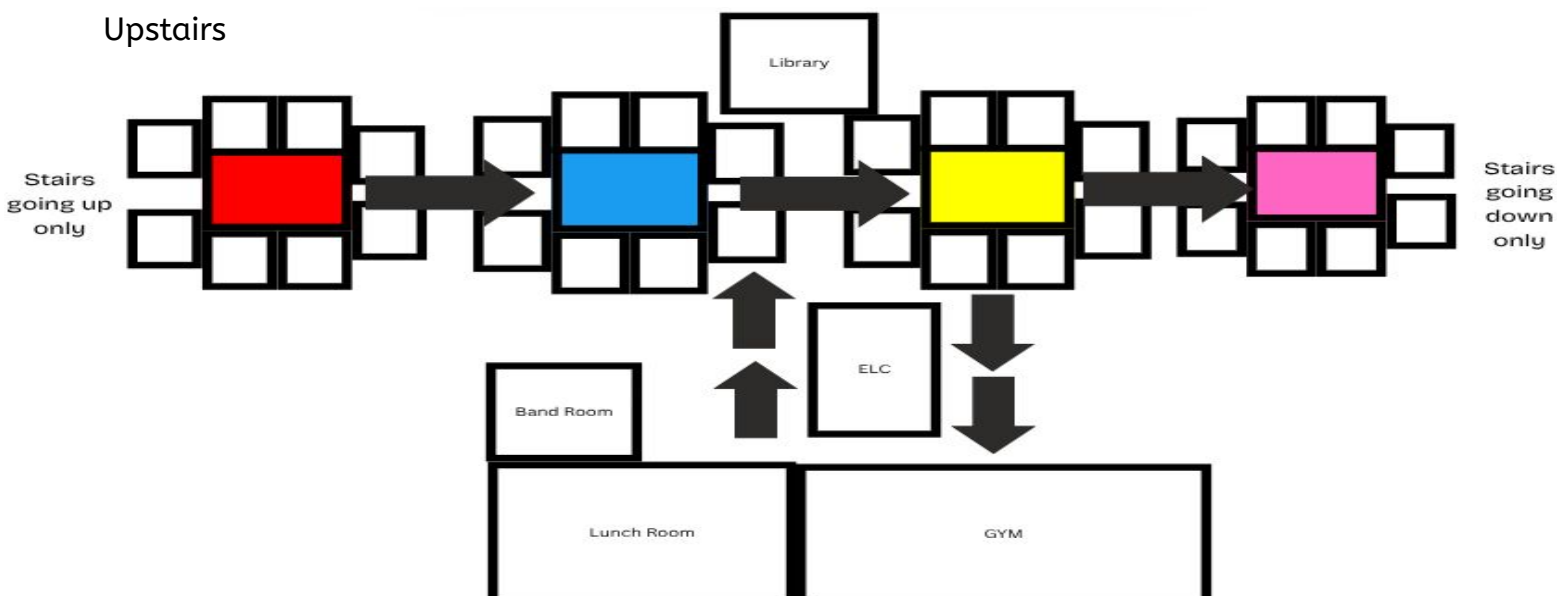 Upstairs
Library
Stairs
going up
only
Stairs
going
down
only
ELC
Band Room
Lunch Room
GYM